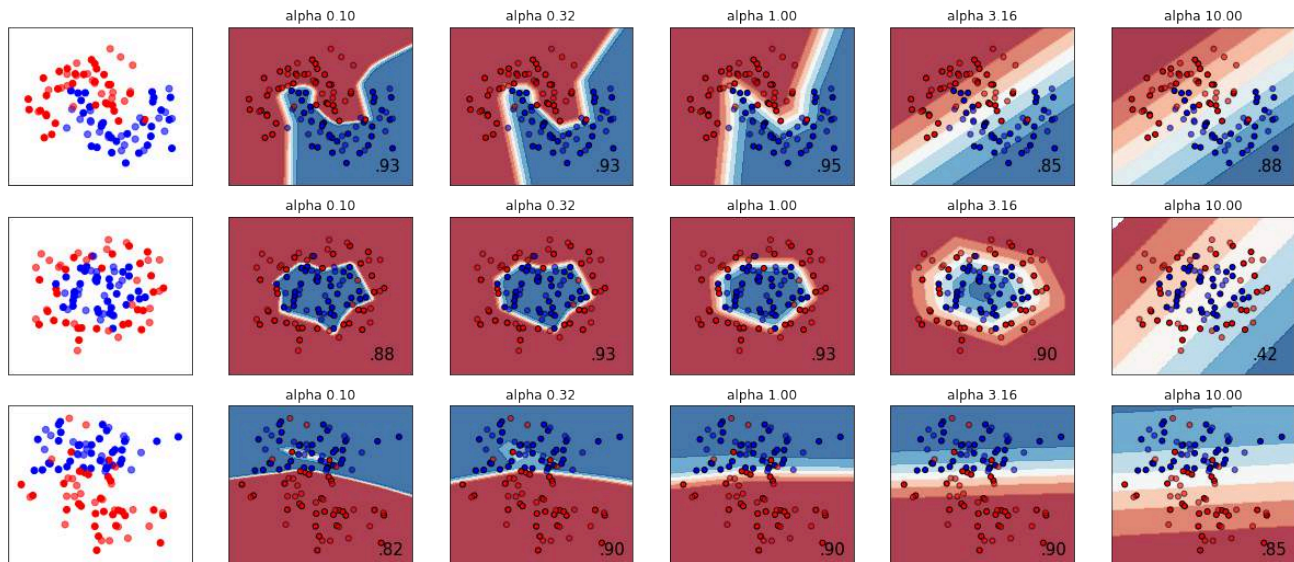 alpha 0.10 alpha 0.32 alpha 1.00 alpha 3.16 alpha 10.00
.93 .93 .95 .85 .88
alpha 0.10 alpha 0.32 alpha 1.00 alpha 3.16 alpha 10.00
.88 .93 .93 .90 .42
alpha 0.10 alpha 0.32 alpha 1.00 alpha 3.16 alpha 10.00
.82 .90 .90 .90 .85